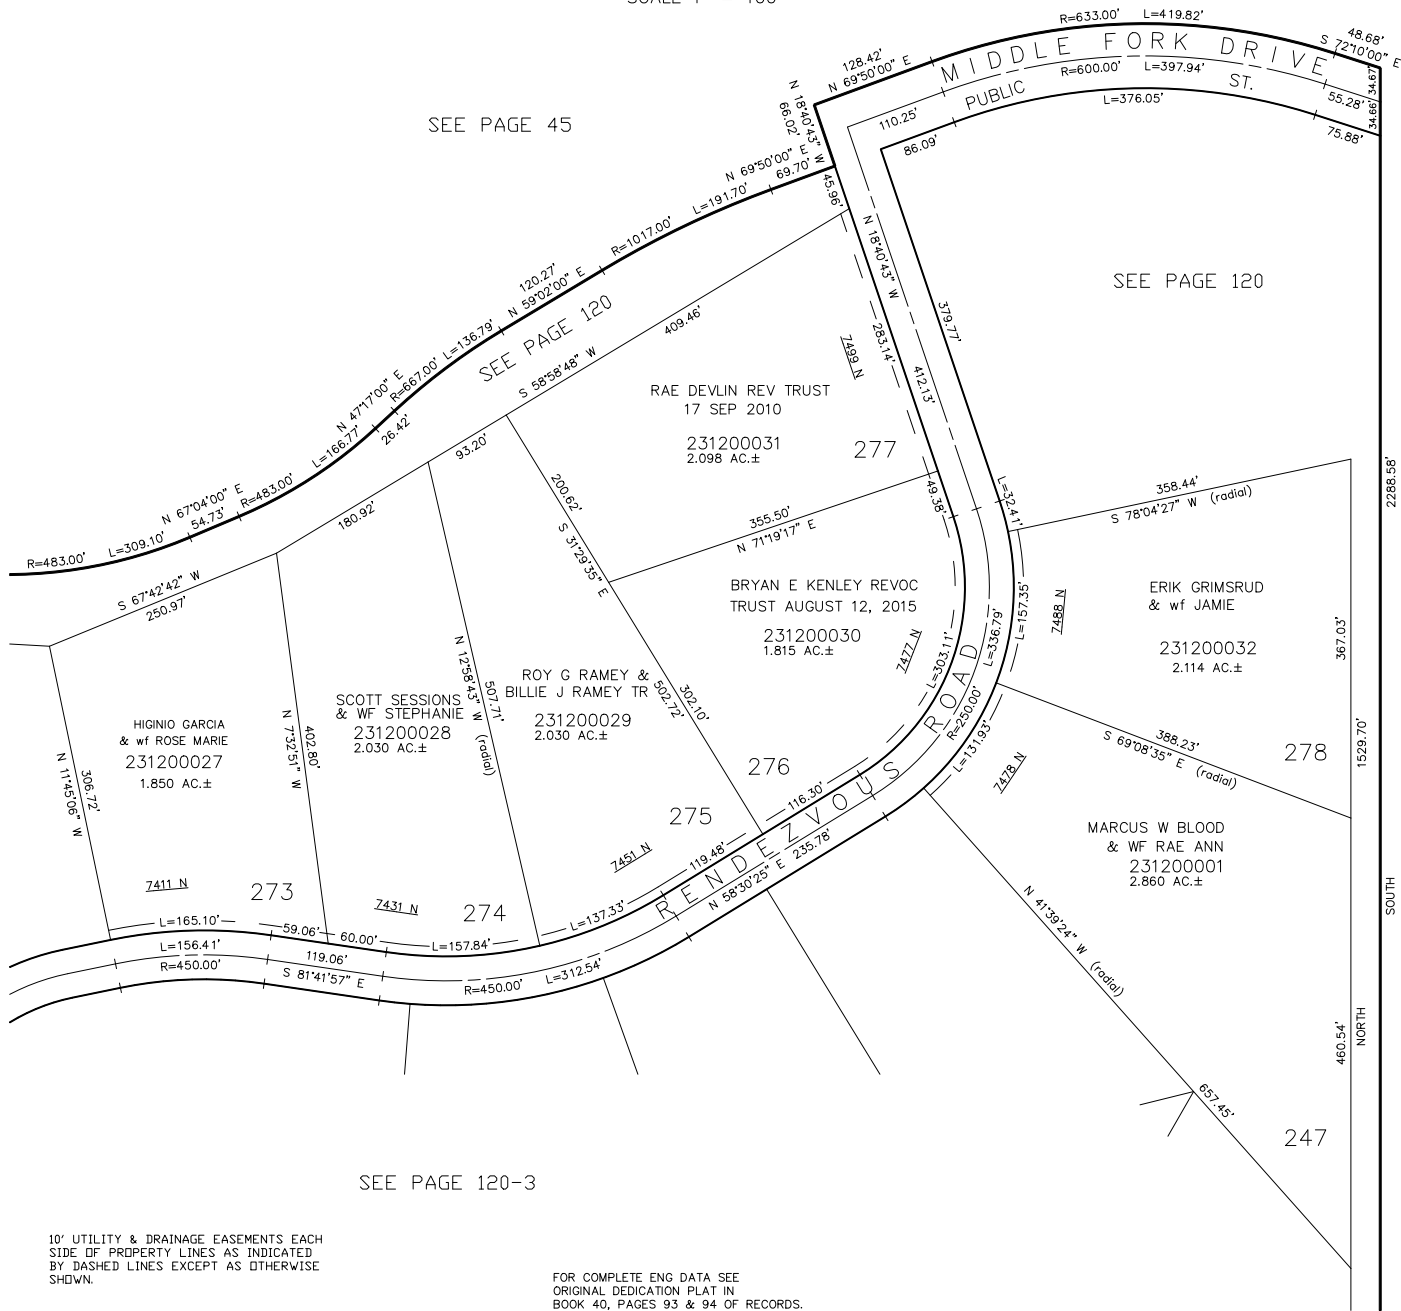 R=633.00' L=419.82'
48.68'
S 72°10'00" E
MIDDLE FORK DRIVE
128.42'
N 69°50'00" E
R=600.00' L=397.94'
34.67'
PUBLIC ST.
55.28'
34.66'
L=376.05'
110.25'
75.88'
86.09'
N 18°40'43" W
66.02'
SEE PAGE 45
N 69°50'00" E
69.70'
45.96'
L=191.70'
R=1017.00'
N 18°40'43" W
120.27'
N 59°02'00" E
SEE PAGE 120
SEE PAGE 120
409.46'
379.77'
283.14'
L=136.79'
R=667.00'
S 58°58'48" W
7499 N
412.13'
N 47°17'00" E
26.42'
RAE DEVLIN REV TRUST
17 SEP 2010
231200031
2.098 AC.±
277
L=166.77'
93.20'
R=483.00'
N 67°04'00" E
54.73'
180.92'
200.62'
49.38'
L=32.41'
358.44'
S 78°04'27" W (radial)
2288.58'
355.50'
N 71°19'17" E
L=309.10'
R=483.00'
S 31°29'35" E
S 67°42'42" W
250.97'
BRYAN E KENLEY REVOC
TRUST AUGUST 12, 2015
231200030
1.815 AC.±
7477 N
L=303.11'
L=336.79'
L=157.35'
7488 N
ERIK GRIMSRUD
& wf JAMIE
231200032
2.114 AC.±
367.03'
N 12°58'43" W (radial)
507.71'
ROY G RAMEY &
BILLIE J RAMEY TR
231200029
2.030 AC.±
302.10'
502.72'
SCOTT SESSIONS
& WF STEPHANIE
231200028
2.030 AC.±
N 7°32'51" W
402.80'
HIGINIO GARCIA
& wf ROSE MARIE
231200027
1.850 AC.±
306.72'
N 11°45'06" W
R=250.00'
L=131.93'
388.23'
S 69°08'35" E (radial)
278
1529.70'
276
7478 N
116.30'
RENDEZVOUS ROAD
275
235.78'
N 58°30'25" E
119.48'
7451 N
MARCUS W BLOOD
& WF RAE ANN
231200001
2.860 AC.±
7411 N
273
7431 N
274
L=137.33'
N 41°39'24" W (radial)
SOUTH
L=165.10'
59.06'
60.00'
L=157.84'
L=156.41'
119.06'
R=450.00'
S 81°41'57" E
R=450.00'
L=312.54'
NORTH
460.54'
657.45'
247
SEE PAGE 120-3
10' UTILITY & DRAINAGE EASEMENTS EACH
SIDE OF PROPERTY LINES AS INDICATED
BY DASHED LINES EXCEPT AS OTHERWISE
SHOWN.
FOR COMPLETE ENG DATA SEE
ORIGINAL DEDICATION PLAT IN
BOOK 40, PAGES 93 & 94 OF RECORDS.